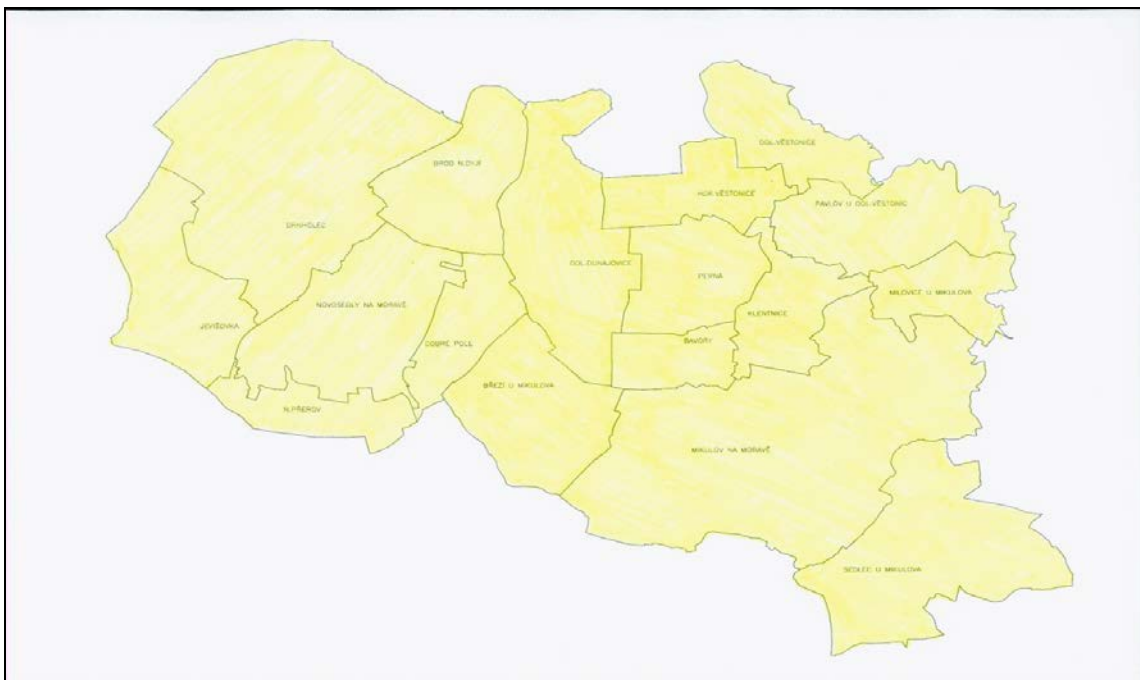 DOL.VĚSTONICE
BROD N.DYJÍ
HOR.VĚSTONICE
PAVLOV U DOL.VĚSTONIC
DRNHOLEC
DOL.DUNAJOVICE
PERNÁ
MILOVICE U MIKULOVA
NOVOSEDLY NA MORAVĚ
KLENTNICE
JEVIŠOVKA
DOBRÉ POLE
BAVORY
BŘEZÍ U MIKULOVA
N.PŘEROV
MIKULOV NA MORAVĚ
SEDLEC U MIKULOVA